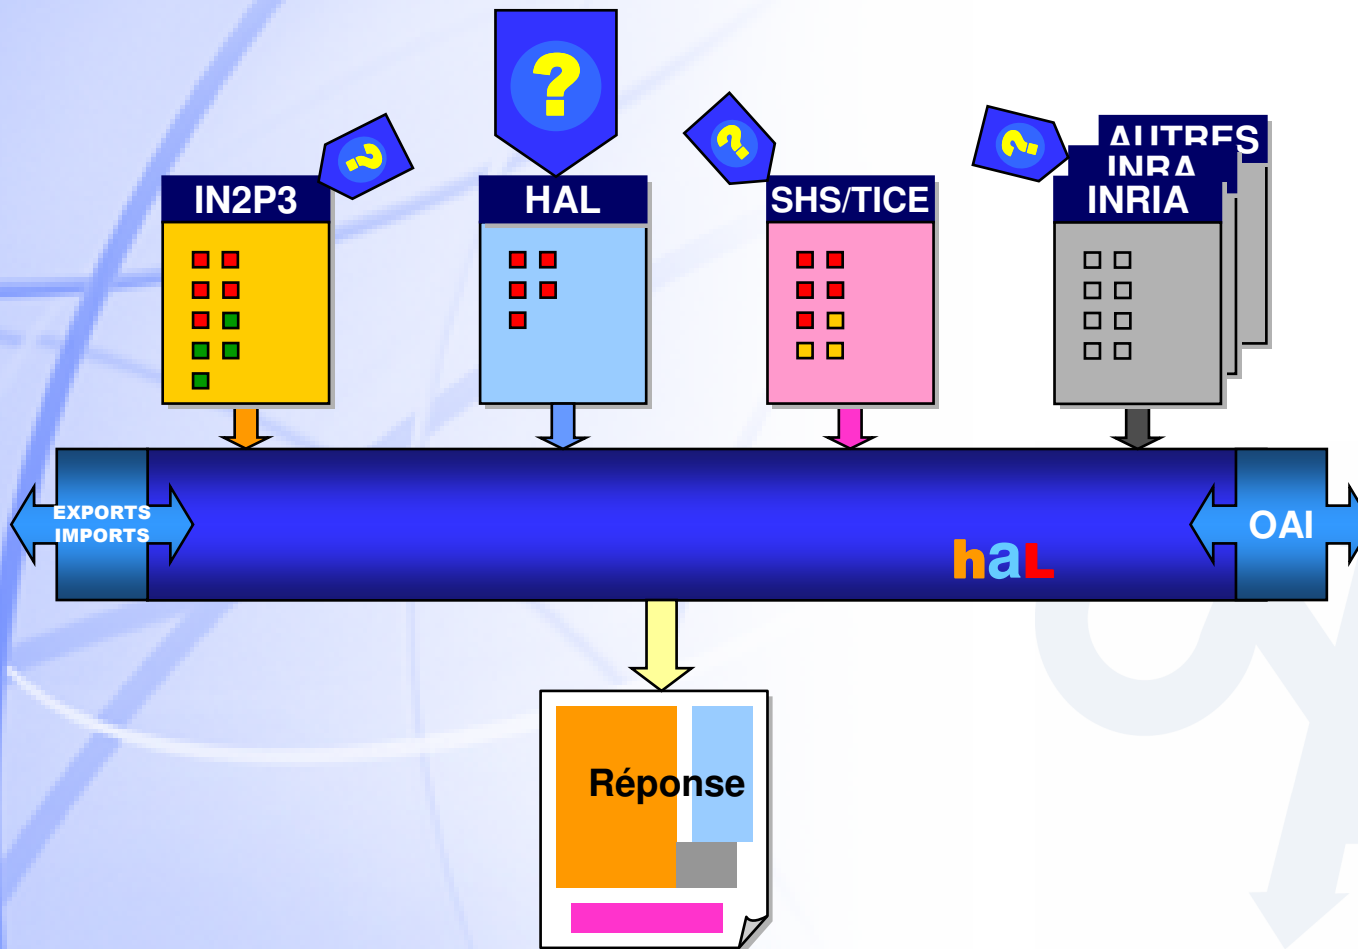 ?
?
?
?
AUTRES
INRA
IN2P3
HAL
SHS/TICE
INRIA
EXPORTS
IMPORTS
OAI
haL
Réponse